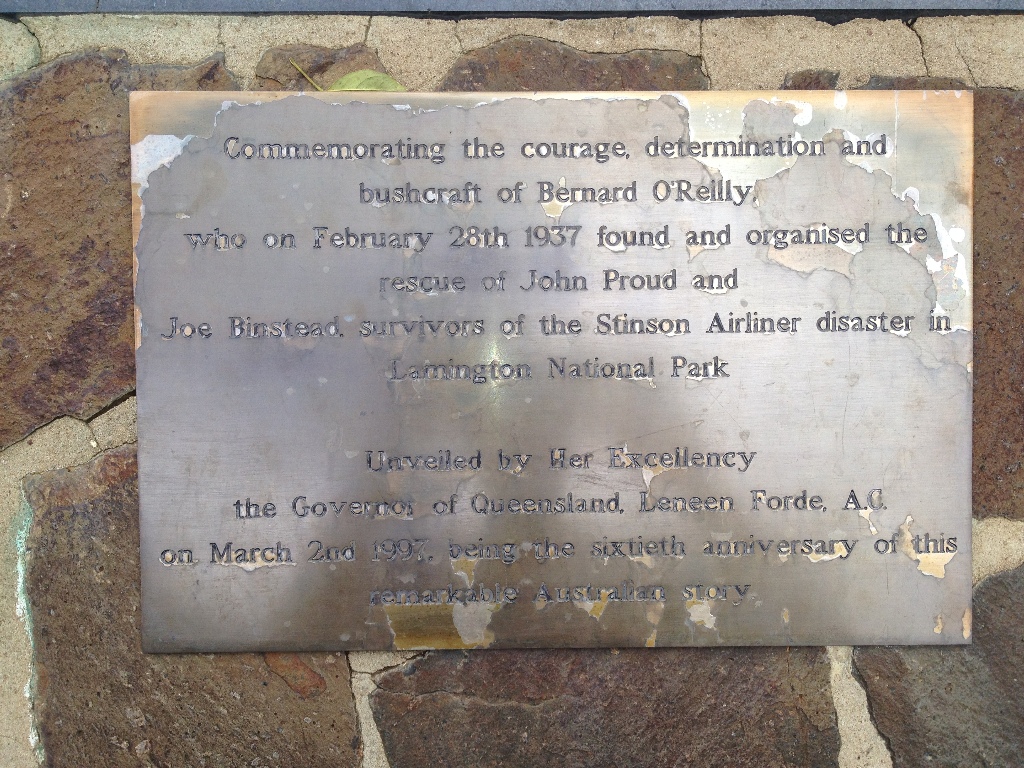 Commemorating the courage, determination and
bushcraft of Bernard O'Reilly,
who on February 28th 1937 found and organised the
rescue of John Proud and
Joe Binstead, survivors of the Stinson Airliner disaster in
Lamington National Park
Unveiled by Her Excellency
the Governor of Queensland, Leneen Forde, A.C.
on March 2nd 1997, being the sixtieth anniversary of this
remarkable Australian story